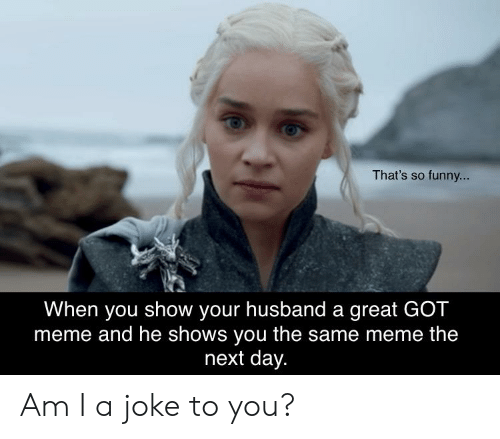 That's so funny...
When you show your husband a great GOT
meme and he shows you the same meme the
next day.
Am I a joke to you?